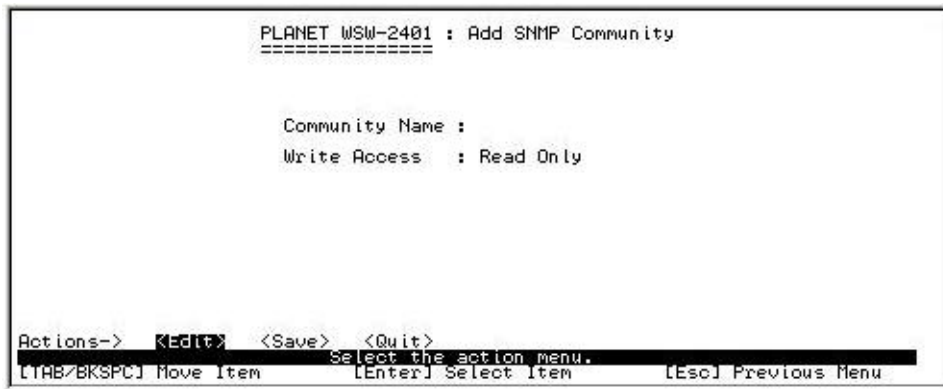 PLANET WSW-2401 : Add SNMP Community
===============
Community Name :
Write Access : Read Only
Actions-> <Edit> <Save> <Quit>
Select the action menu.
[TAB/BKSPC] Move Item [Enter] Select Item [Esc] Previous Menu